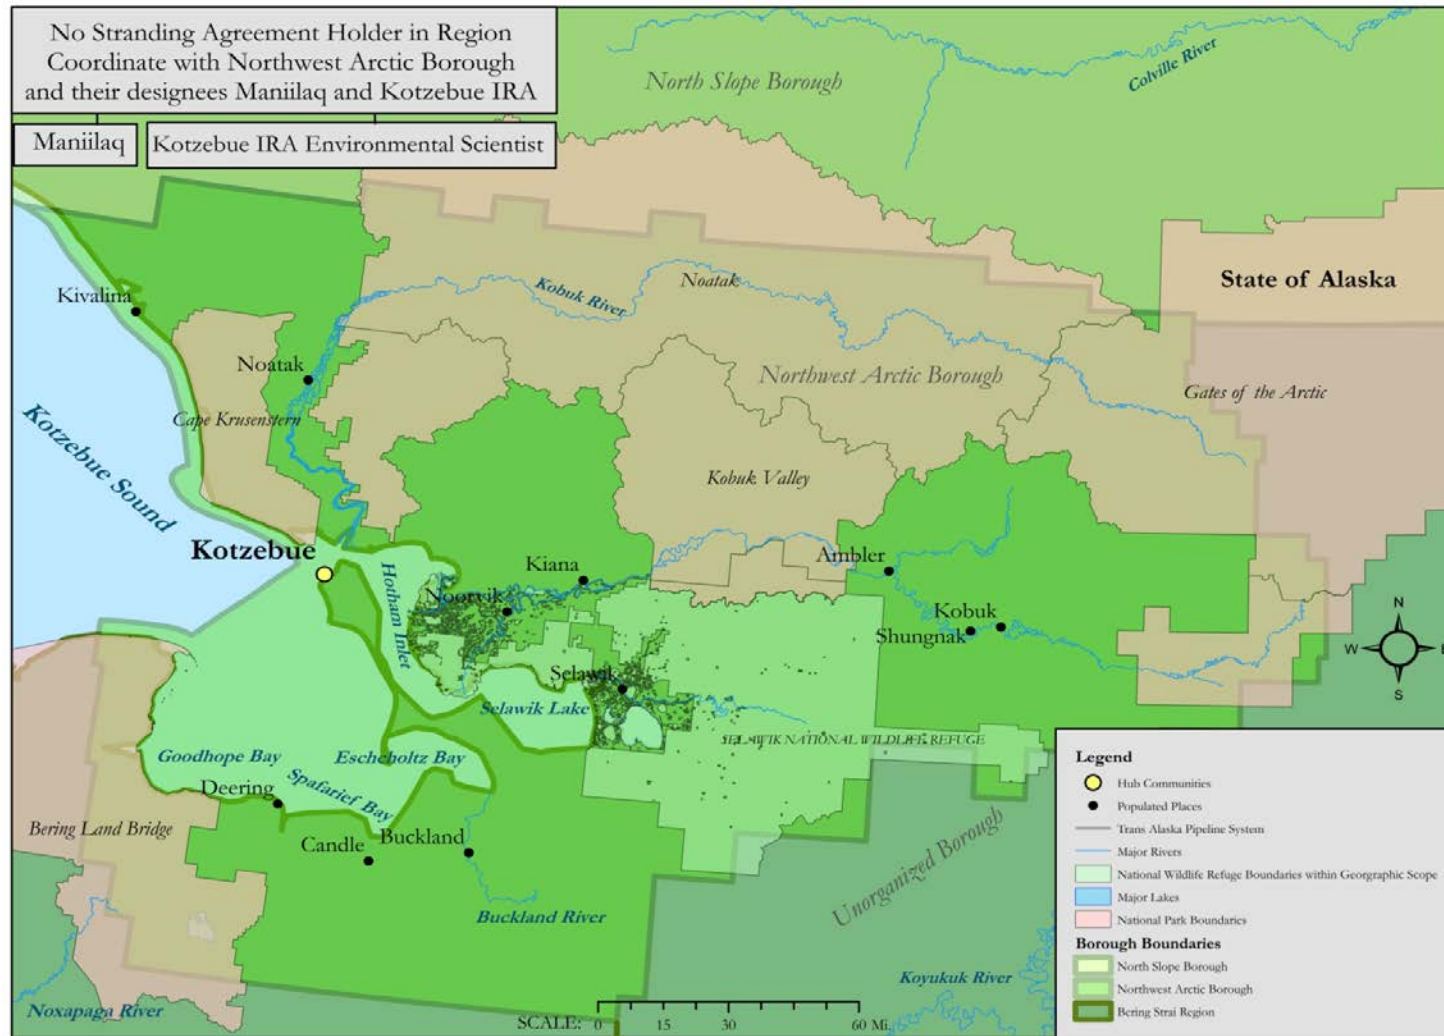 No Stranding Agreement Holder in Region
Coordinate with Northwest Arctic Borough
and their designees Maniilaq and Kotzebue IRA
Maniilaq
Kotzebue IRA Environmental Scientist
North Slope Borough
Colville River
State of Alaska
Kivalina
Kobuk River
Noatak
Noatak
Northwest Arctic Borough
Gates of the Arctic
Cape Krusenstern
Kotzebue Sound
Kobuk Valley
Kotzebue
Hotham Inlet
Kiana
Noorvik
Ambler
Kobuk
Shungnak
Selawik
Selawik Lake
SELAWIK NATIONAL WILDLIFE REFUGE
Goodhope Bay
Eschcholtz Bay
Spafarief Bay
Deering
Bering Land Bridge
Candle
Buckland
Buckland River
Unorganized Borough
Koyukuk River
Noxapaga River
N
W
E
S
SCALE: 0 15 30 60 Mi.
Legend
Hub Communities
Populated Places
Trans Alaska Pipeline System
Major Rivers
National Wildlife Refuge Boundaries within Georgraphic Scope
Major Lakes
National Park Boundaries
Borough Boundaries
North Slope Borough
Northwest Arctic Borough
Bering Strai Region